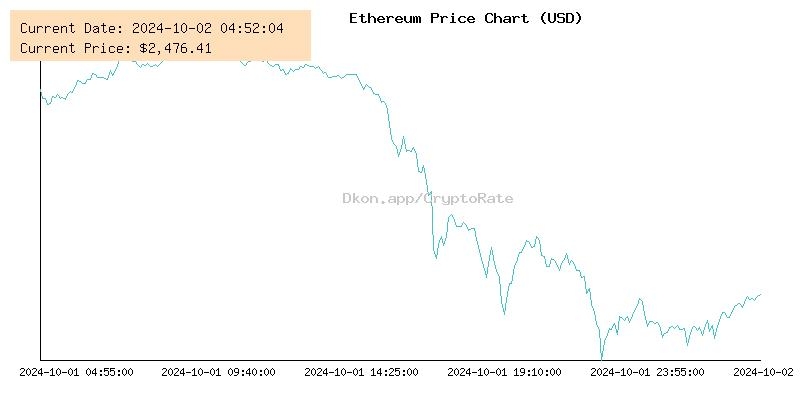 Ethereum Price Chart (USD)
Current Date: 2024-10-02 04:52:04
Current Price: $2,476.41
Dkon.app/CryptoRate
2024-10-01 04:55:00 2024-10-01 09:40:00 2024-10-01 14:25:00 2024-10-01 19:10:00 2024-10-01 23:55:00 2024-10-02